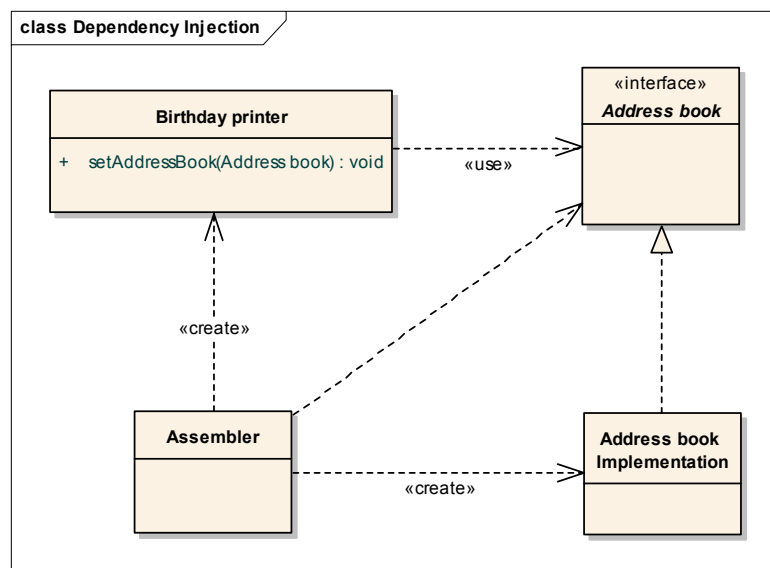 class Dependency Injection
«interface»
Address book
Birthday printer
+ setAddressBook(Address book) : void
«use»
«create»
Assembler
Address book
Implementation
«create»